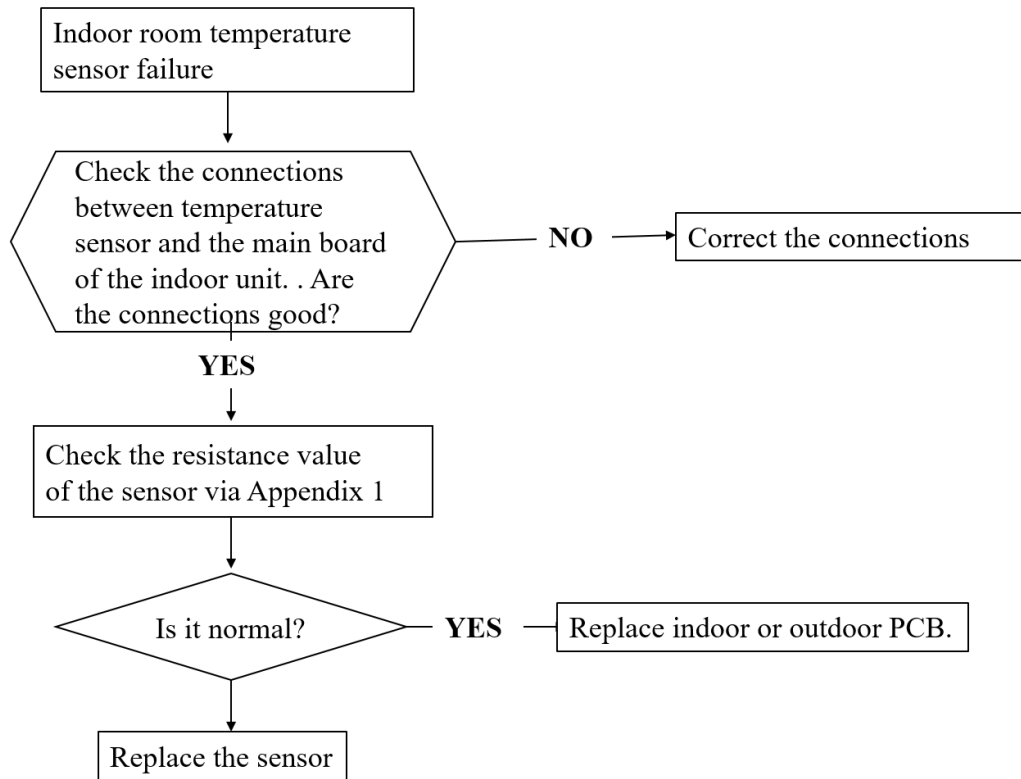 Indoor room temperature
sensor failure
Check the connections
between temperature
sensor and the main board
of the indoor unit. . Are
the connections good?
NO
Correct the connections
YES
Check the resistance value
of the sensor via Appendix 1
Is it normal?
YES
Replace indoor or outdoor PCB.
Replace the sensor